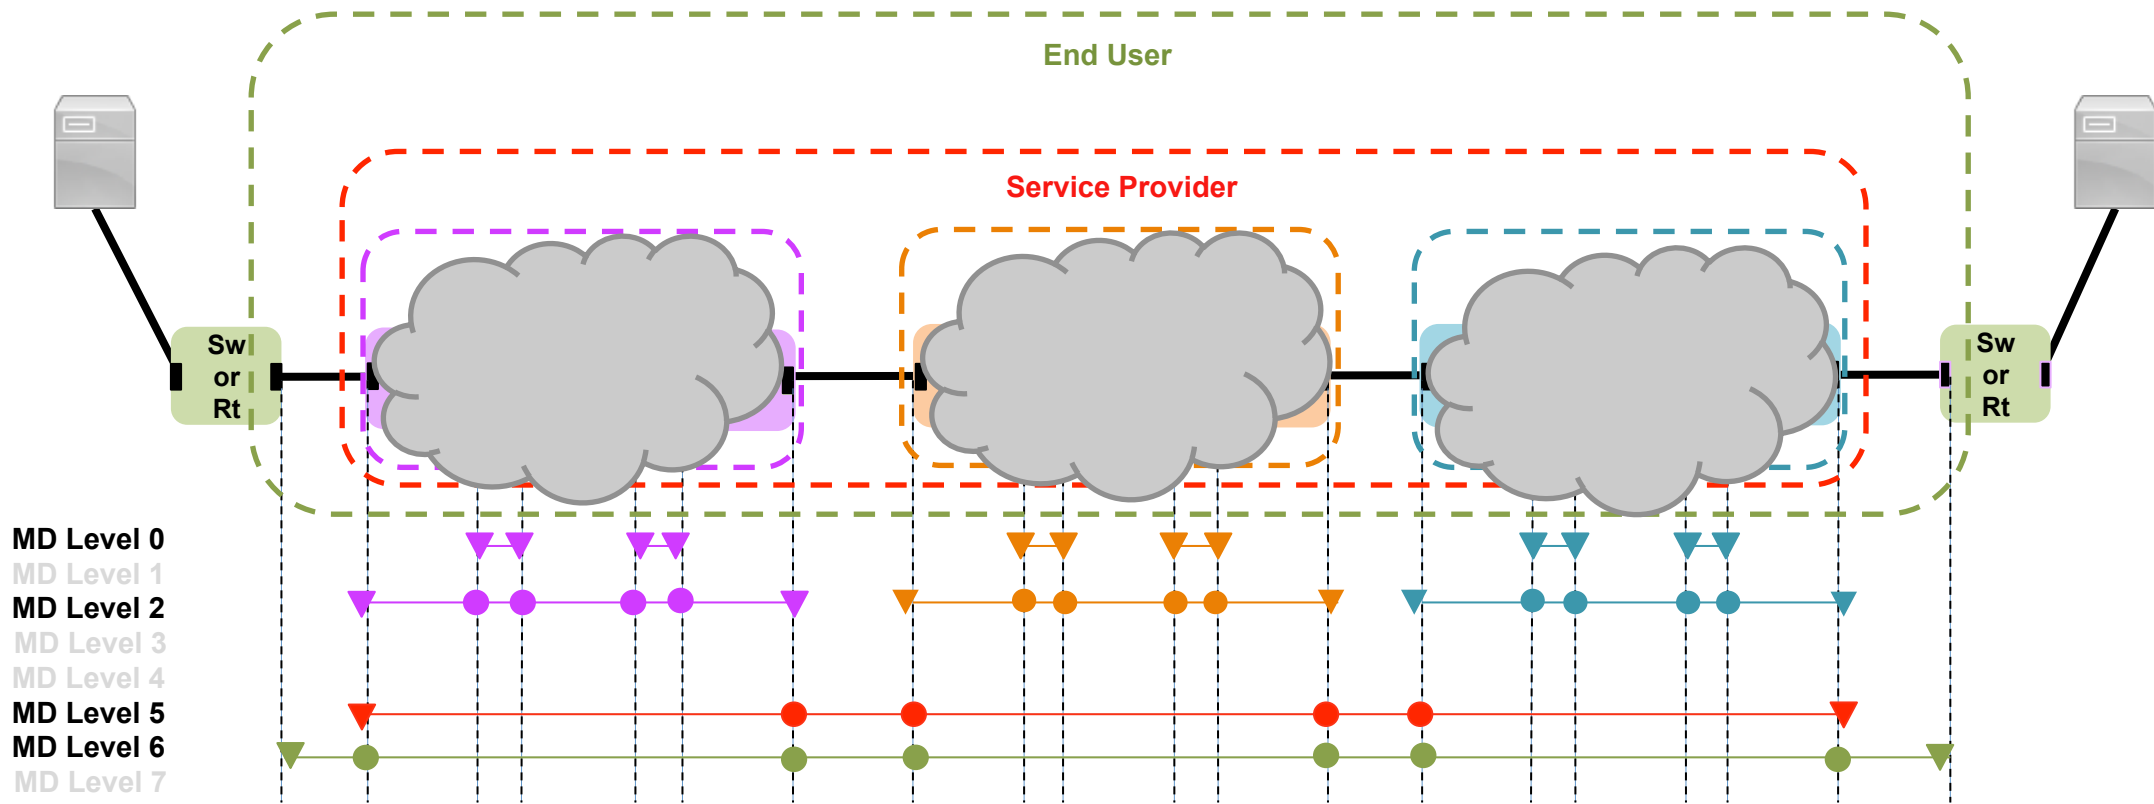 End User
Service Provider
Sw
or
Rt
Sw
or
Rt
MD Level 0
MD Level 1
MD Level 2
MD Level 3
MD Level 4
MD Level 5
MD Level 6
MD Level 7